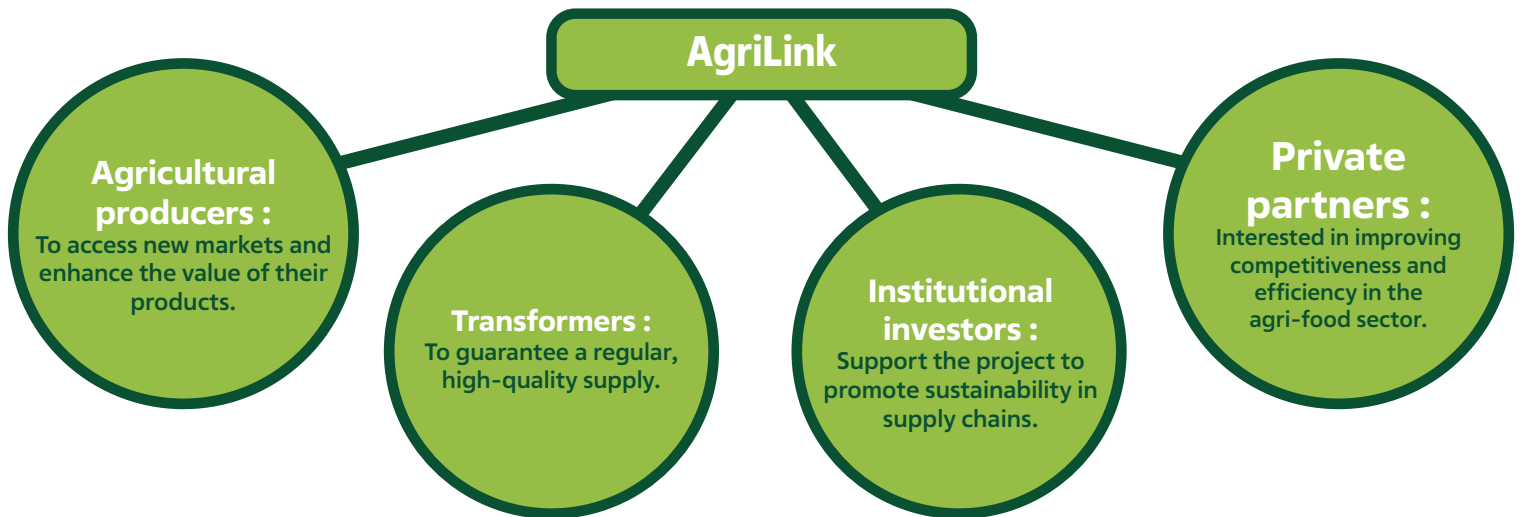 AgriLink
Agricultural
producers :
To access new markets and
enhance the value of their
products.
Transformers :
To guarantee a regular,
high-quality supply.
Institutional
investors :
Support the project to
promote sustainability in
supply chains.
Private
partners :
Interested in improving
competitiveness and
efficiency in the
agri-food sector.